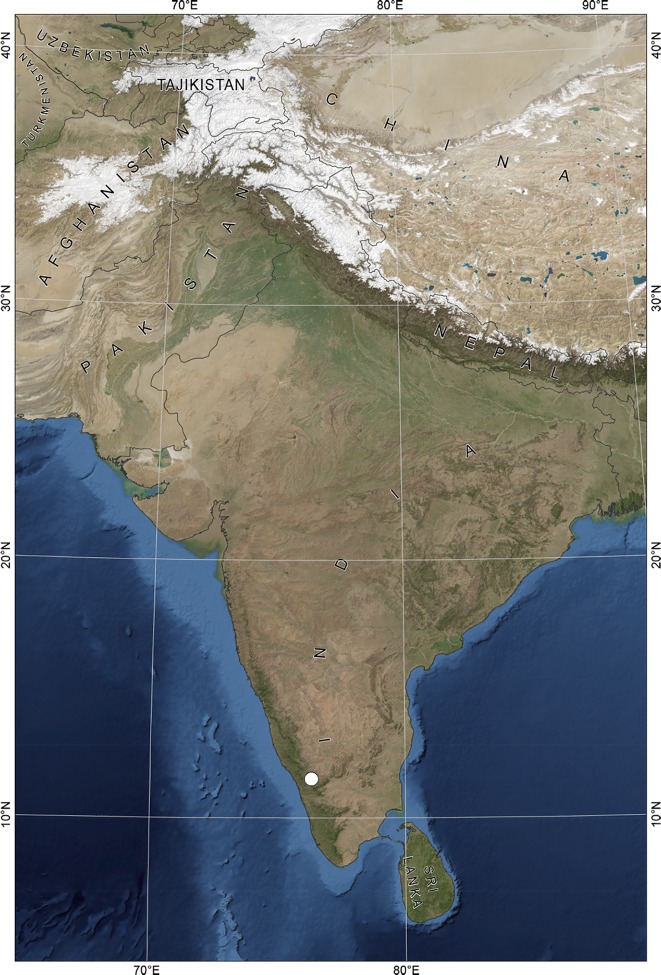 70°E 80°E 90°E
40°N 40°N
UZBEKISTAN
TURKMENISTAN
TAJIKISTAN
CHINA
AFGHANISTAN
PAKISTAN
30°N 30°N
NEPAL
INDIA
20°N 20°N
10°N 10°N
SRI
LANKA
70°E 80°E